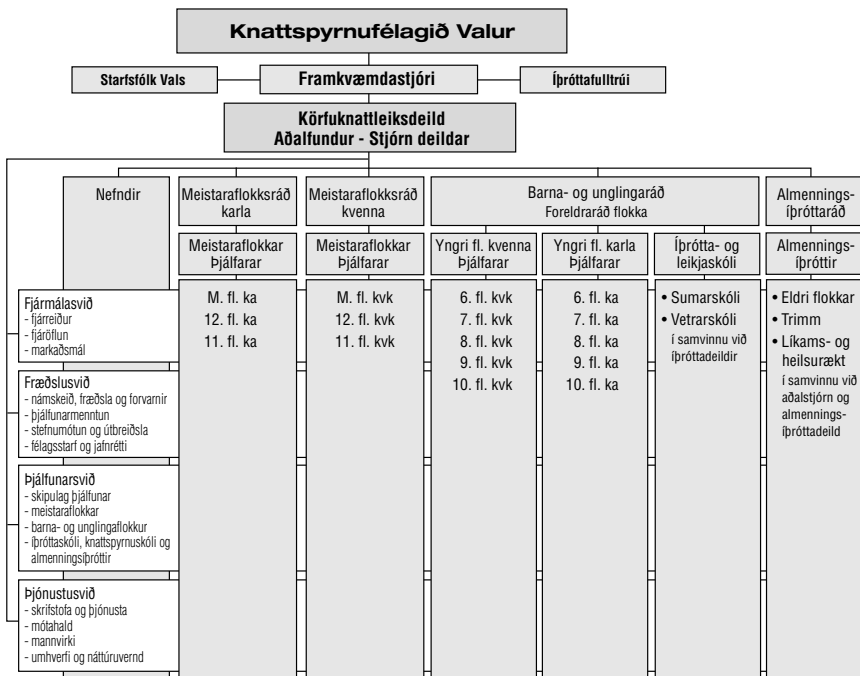 Knattspyrnufélagið Valur
Starfsfólk Vals
Framkvæmdastjóri
Íþróttafulltrúi
Körfuknattleiksdeild
Aðalfundur - Stjórn deildar
Nefndir
Meistaraflokksráð
karla
Meistaraflokksráð
kvenna
Barna- og unglingaráð
Foreldraráð flokka
Almennings-
íþróttaráð
Meistaraflokkar
Þjálfarar
Meistaraflokkar
Þjálfarar
Yngri fl. kvenna
Þjálfarar
Yngri fl. karla
Þjálfarar
Íþrótta- og
leikjaskóli
Almennings-
íþróttir
M. fl. ka
12. fl. ka
11. fl. ka
M. fl. kvk
12. fl. kvk
11. fl. kvk
6. fl. kvk
7. fl. kvk
8. fl. kvk
9. fl. kvk
10. fl. kvk
6. fl. ka
7. fl. ka
8. fl. ka
9. fl. ka
10. fl. ka
• Sumarskóli
• Vetrarskóli
í samvinnu við
íþróttadeildir
• Eldri flokkar
• Trimm
• Líkams- og
heilsurækt
í samvinnu við
aðalstjórn og
almennings-
íþróttadeild
Fjármálasvið
- fjárreiður
- fjáröflun
- markaðsmál
Fræðslusvið
- námskeið, fræðsla og forvarnir
- þjálfunarmenntun
- stefnumótun og útbreiðsla
- félagsstarf og jafnrétti
Þjálfunarsvið
- skipulag þjálfunar
- meistaraflokkar
- barna- og unglingaflokkur
- íþróttaskóli, knattspyrnuskóli og
almenningsíþróttir
Þjónustusvið
- skrifstofa og þjónusta
- mótahald
- mannvirki
- umhverfi og náttúruvernd